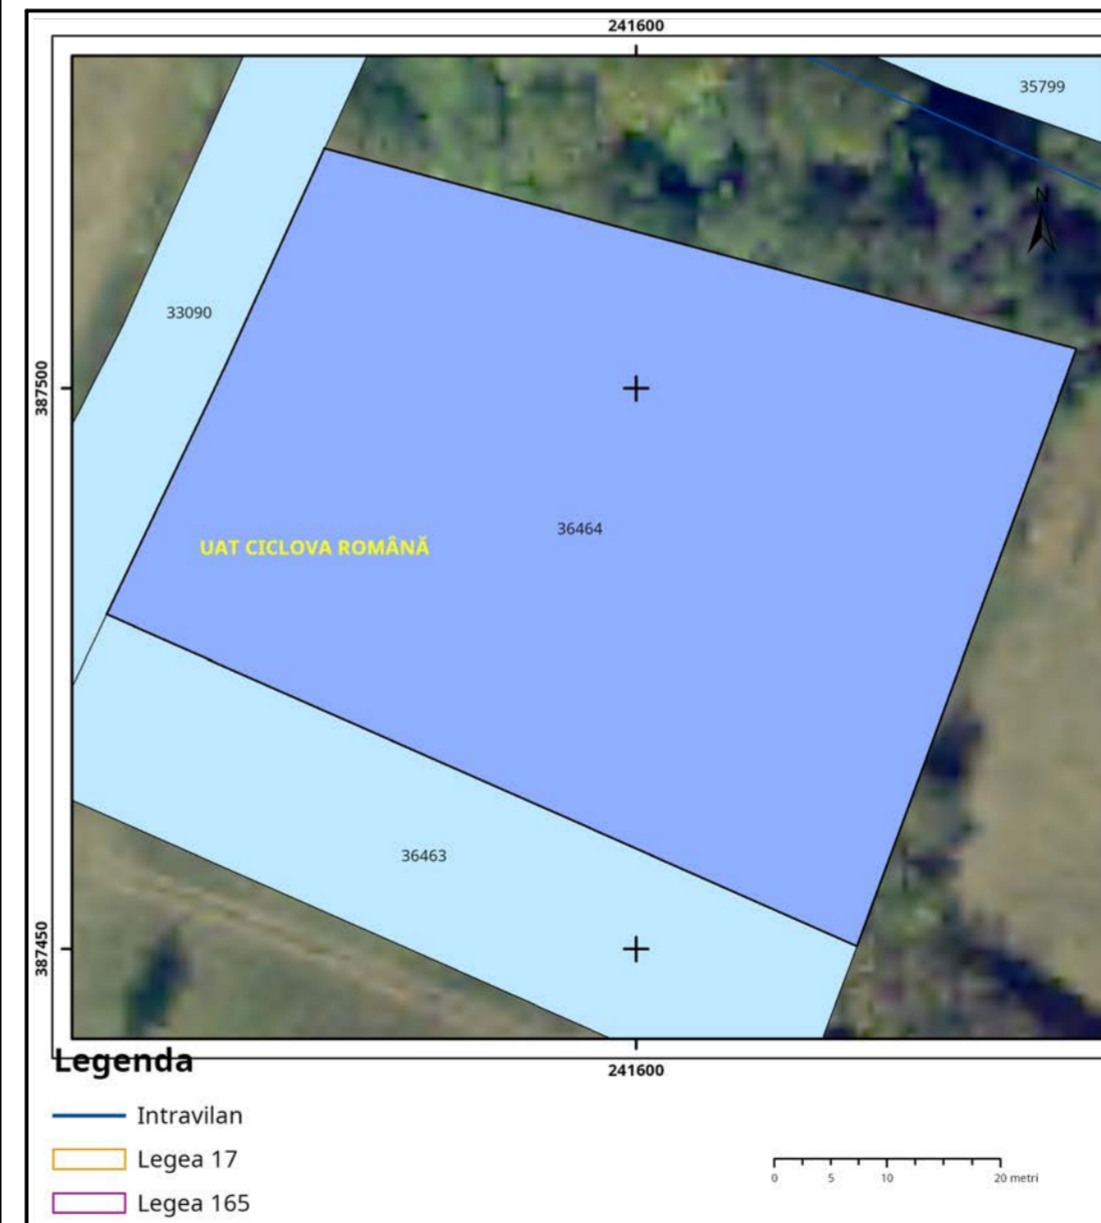 241600
35799
N
33090
387500
36464
UAT CICLOVA ROMÂNĂ
36463
387450
Legenda
241600
Intravilan
Legea 17
Legea 165
0 5 10 20 metri